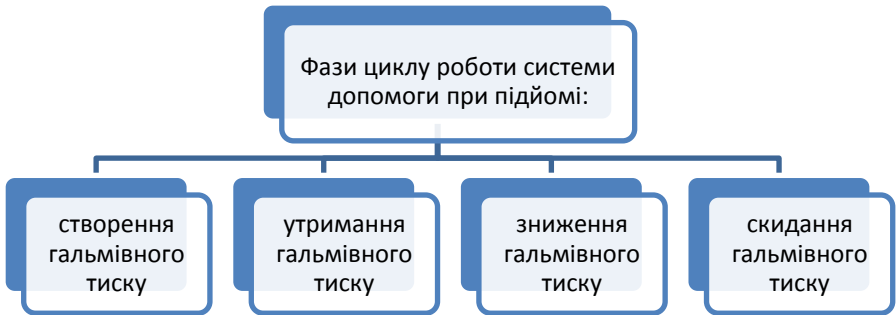 Фази циклу роботи системи
допомоги при підйомі:
створення
гальмівного
тиску
утримання
гальмівного
тиску
зниження
гальмівного
тиску
скидання
гальмівного
тиску